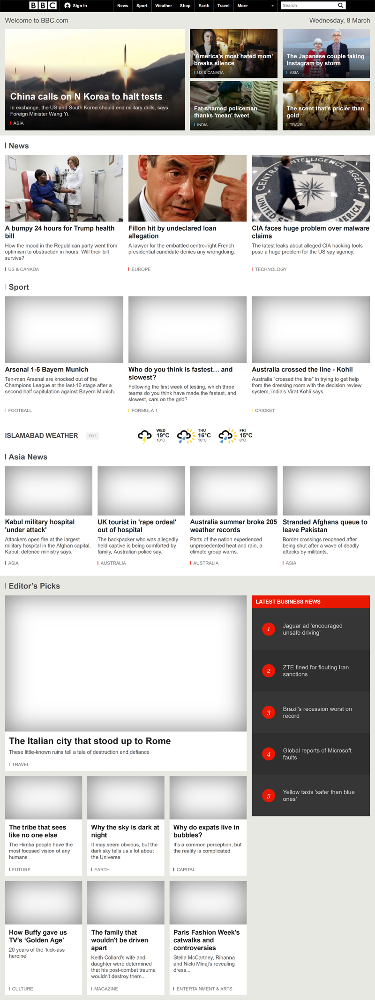 BBC Sign in News Sport Weather Shop Earth Travel More Search
Welcome to BBC.com
Wednesday, 8 March
China calls on N Korea to halt tests
In exchange, the US and South Korea should end military drills, says
Foreign Minister Wang Yi.
ASIA
'America's most hated mom'
breaks silence
US & CANADA
The Japanese couple taking
Instagram by storm
ASIA
Fat-shamed policeman
thanks 'mean' tweet
INDIA
The scent that's pricier than
gold
TRAVEL
News
CENTRAL INTELLIGENCE AGENCY
A bumpy 24 hours for Trump health
bill
How the mood in the Republican party went from
optimism to obstruction in hours. Will their bill
survive?
US & CANADA
Fillon hit by undeclared loan
allegation
A lawyer for the embattled centre-right French
presidential candidate denies any wrongdoing.
EUROPE
CIA faces huge problem over malware
claims
The latest leaks about alleged CIA hacking tools
pose a huge problem for the US spy agency.
TECHNOLOGY
Sport
Arsenal 1-5 Bayern Munich
Ten-man Arsenal are knocked out of the
Champions League at the last-16 stage after a
second-half capitulation against Bayern Munich.
FOOTBALL
Who do you think is fastest... and
slowest?
Following the first week of testing, which three
teams do you think have made the fastest, and
slowest, cars on the grid?
FORMULA 1
Australia crossed the line - Kohli
Australia "crossed the line" in trying to get help
from the dressing room with the decision review
system, India's Virat Kohli says.
CRICKET
ISLAMABAD WEATHER EDIT
WED
19°C
10°C
THU
16°C
10°C
FRI
15°C
8°C
Asia News
Kabul military hospital
'under attack'
Attackers open fire at the largest
military hospital in the Afghan capital,
Kabul. defence ministry says.
ASIA
UK tourist in 'rape ordeal'
out of hospital
The backpacker who was allegedly
held captive is being comforted by
family, Australian police say.
AUSTRALIA
Australia summer broke 205
weather records
Parts of the nation experienced
unprecedented heat and rain, a
climate group warns.
AUSTRALIA
Stranded Afghans queue to
leave Pakistan
Border crossings reopened after
being shut after a wave of deadly
attacks by militants.
ASIA
Editor's Picks
The Italian city that stood up to Rome
These little-known ruins tell a tale of destruction and defiance
TRAVEL
LATEST BUSINESS NEWS
1 Jaguar ad 'encouraged
unsafe driving'
2 ZTE fined for flouting Iran
sanctions
3 Brazil's recession worst on
record
4 Global reports of Microsoft
faults
5 Yellow taxis 'safer than blue
ones'
The tribe that sees
like no one else
The Himba people have the
most focused vision of any
humans
FUTURE
Why the sky is dark at
night
It may seem obvious, but the
dark sky tells us a lot about
the Universe
EARTH
Why do expats live in
bubbles?
It's a common perception, but
the reality is complicated
CAPITAL
How Buffy gave us
TV's 'Golden Age'
20 years of the 'kick-ass
heroine'
CULTURE
The family that
wouldn't be driven
apart
Keith Collard's wife and
daughter were determined
that his post-combat trauma
wouldn't destroy them...
MAGAZINE
Paris Fashion Week's
catwalks and
controversies
Stella McCartney, Rihanna
and Nicki Minaj's revealing
dress...
ENTERTAINMENT & ARTS